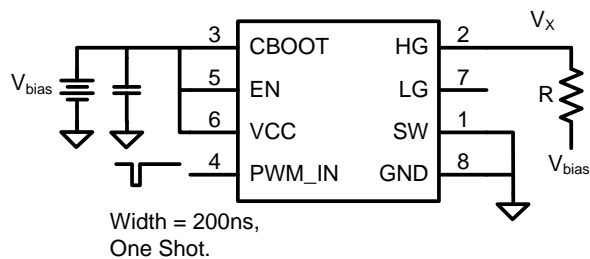 V_X
3 CBOOT HG 2
V_bias
5 EN LG 7
R
6 VCC SW 1
V_bias
4 PWM_IN GND 8
Width = 200ns,
One Shot.